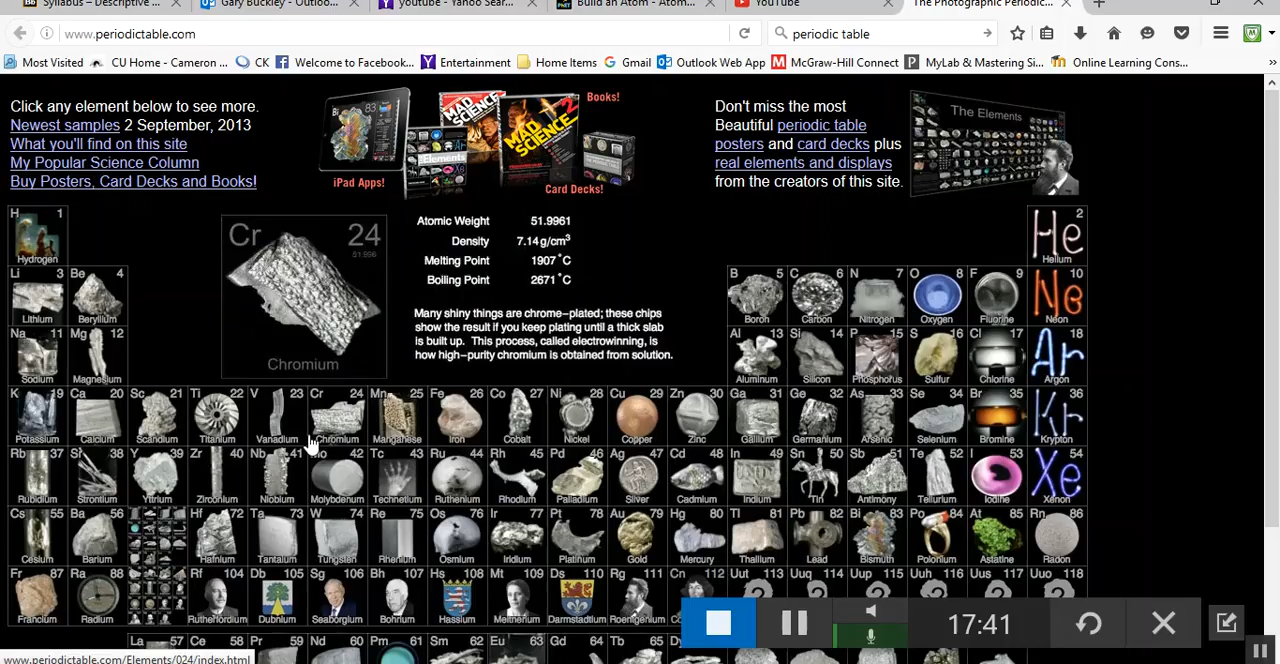 Syllabus – Descriptive ...
Gary Buckley – Outloo...
youtube - Yahoo Sear...
Build an Atom - Atom...
YouTube
The Photographic Periodic...
www.periodictable.com
periodic table
Most Visited
CU Home - Cameron ...
CK
Welcome to Facebook...
Entertainment
Home Items
Gmail
Outlook Web App
McGraw-Hill Connect
MyLab & Mastering Si...
Online Learning Cons...
Click any element below to see more.
Newest samples 2 September, 2013
What you'll find on this site
My Popular Science Column
Buy Posters, Card Decks and Books!
Books!
iPad Apps!
Card Decks!
MAD SCIENCE
MAD SCIENCE 2
Elements
The Elements
Don't miss the most
Beautiful periodic table
posters and card decks plus
real elements and displays
from the creators of this site.
Cr 24
51.996
Chromium
Atomic Weight 51.9961
Density 7.14 g/cm3
Melting Point 1907 °C
Boiling Point 2671 °C
Many shiny things are chrome-plated; these chips
show the result if you keep plating until a thick slab
is built up. This process, called electrowinning, is
how high-purity chromium is obtained from solution.
H 1
Hydrogen
He 2
Helium
Li 3 Be 4 B 5 C 6 N 7 O 8 F 9 Ne 10
Lithium Beryllium Boron Carbon Nitrogen Oxygen Fluorine Neon
Na 11 Mg 12 Al 13 Si 14 P 15 S 16 Cl 17 Ar 18
Sodium Magnesium Aluminum Silicon Phosphorus Sulfur Chlorine Argon
K 19 Ca 20 Sc 21 Ti 22 V 23 Cr 24 Mn 25 Fe 26 Co 27 Ni 28 Cu 29 Zn 30 Ga 31 Ge 32 As 33 Se 34 Br 35 Kr 36
Potassium Calcium Scandium Titanium Vanadium Chromium Manganese Iron Cobalt Nickel Copper Zinc Gallium Germanium Arsenic Selenium Bromine Krypton
Rb 37 Sr 38 Y 39 Zr 40 Nb 41 Mo 42 Tc 43 Ru 44 Rh 45 Pd 46 Ag 47 Cd 48 In 49 Sn 50 Sb 51 Te 52 I 53 Xe 54
Rubidium Strontium Yttrium Zirconium Niobium Molybdenum Technetium Ruthenium Rhodium Palladium Silver Cadmium Indium Tin Antimony Tellurium Iodine Xenon
Cs 55 Ba 56 Hf 72 Ta 73 W 74 Re 75 Os 76 Ir 77 Pt 78 Au 79 Hg 80 Tl 81 Pb 82 Bi 83 Po 84 At 85 Rn 86
Cesium Barium Hafnium Tantalum Tungsten Rhenium Osmium Iridium Platinum Gold Mercury Thallium Lead Bismuth Polonium Astatine Radon
Fr 87 Ra 88 Rf 104 Db 105 Sg 106 Bh 107 Hs 108 Mt 109 Ds 110 Rg 111 Cn 112 Uut 113 Uuq 114 Uup 115 Uuh 116 Uus 117 Uuo 118
Francium Radium Rutherfordium Dubnium Seaborgium Bohrium Hassium Meitnerium Darmstadtium Roentgenium
La 57 Ce 58 Pr 59 Nd 60 Pm 61 Sm 62 Eu 63 Gd 64 Tb 65
17:41
www.periodictable.com/Elements/024/index.html